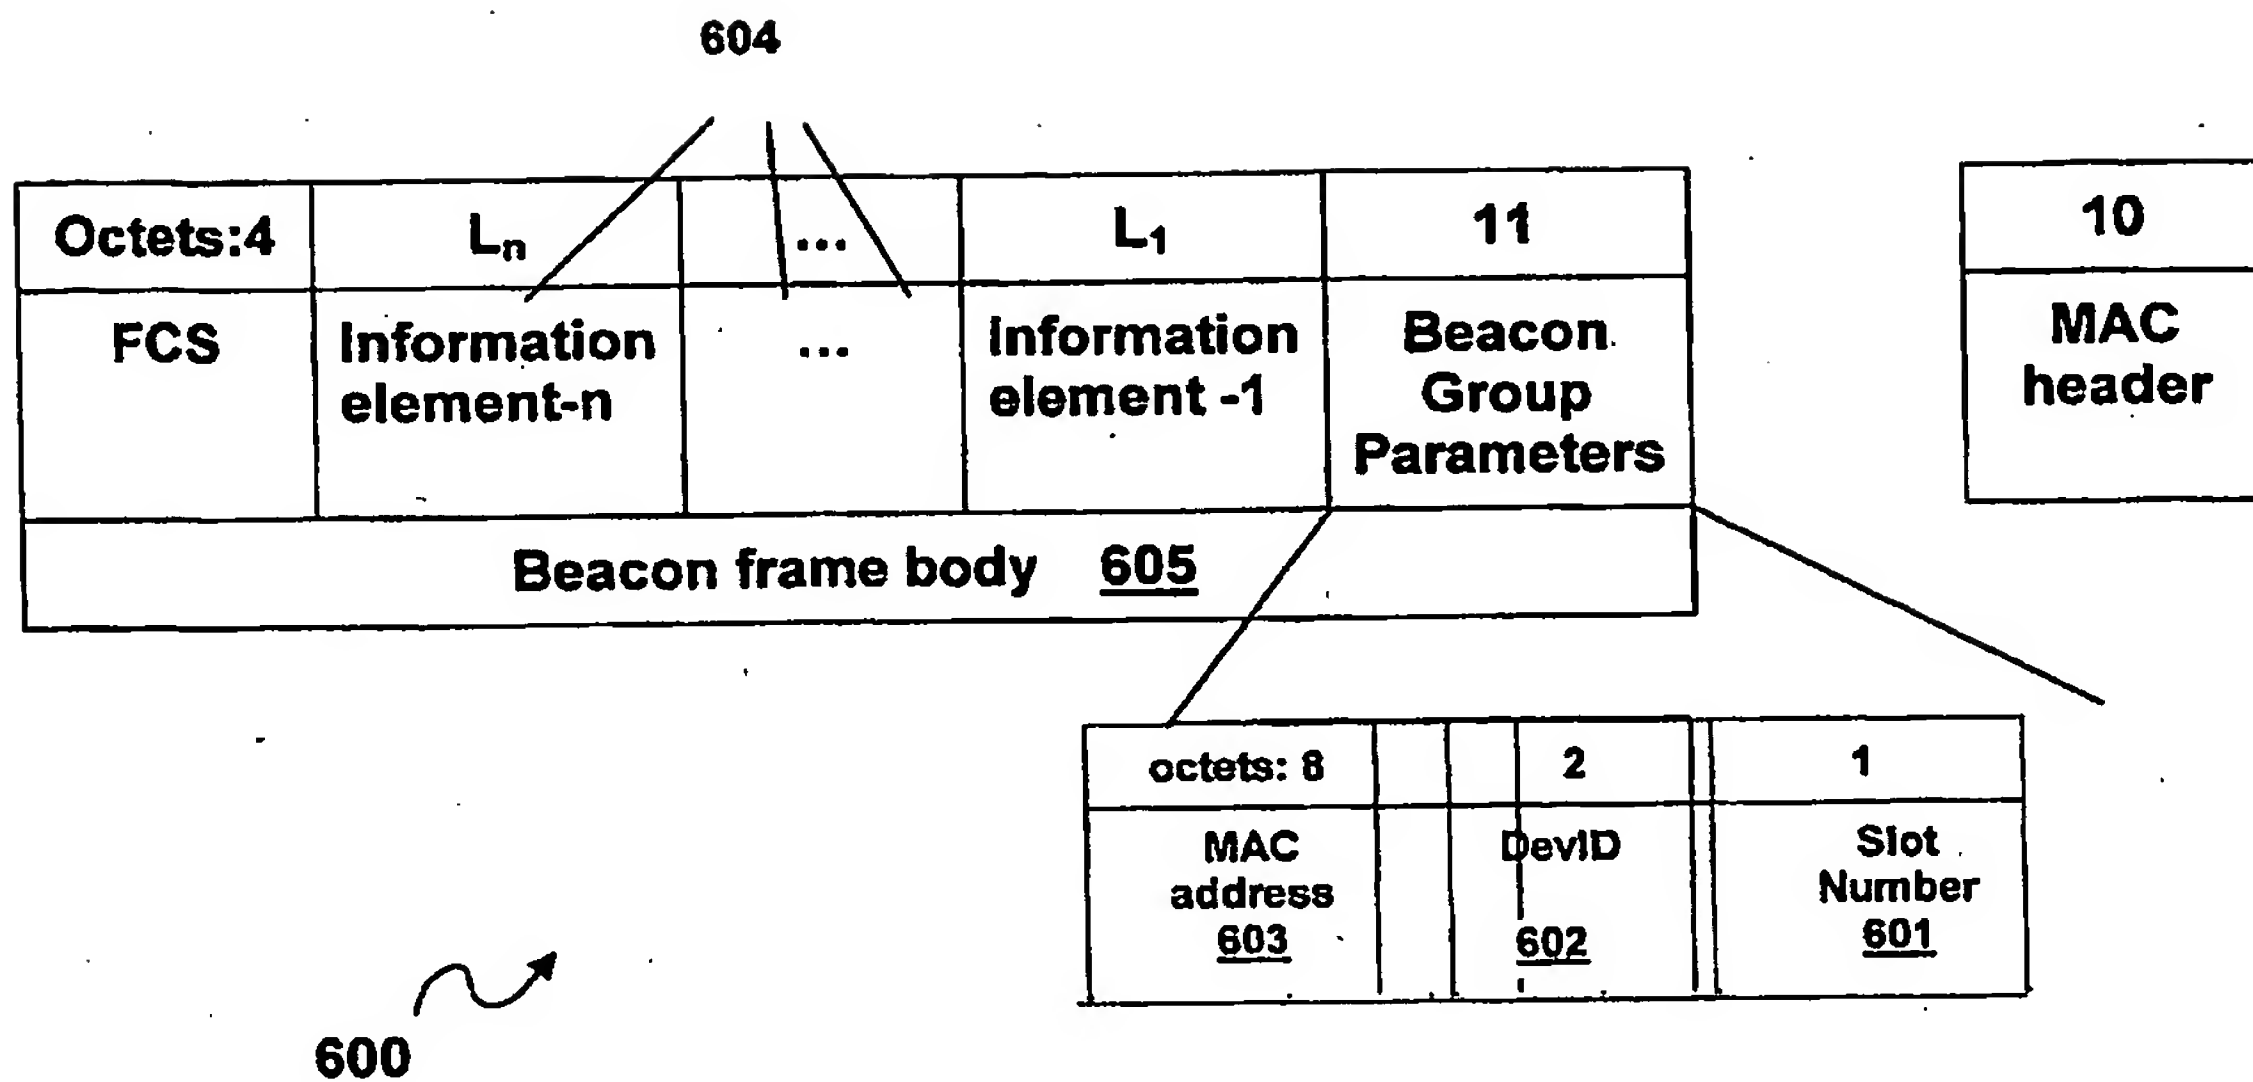 604
Octets:4 Ln ... L1 11 10
FCS Information element-n ... Information element -1 Beacon Group Parameters MAC header
Beacon frame body 605
octets: 8 2 1
MAC address 603 DevID 602 Slot Number 601
600